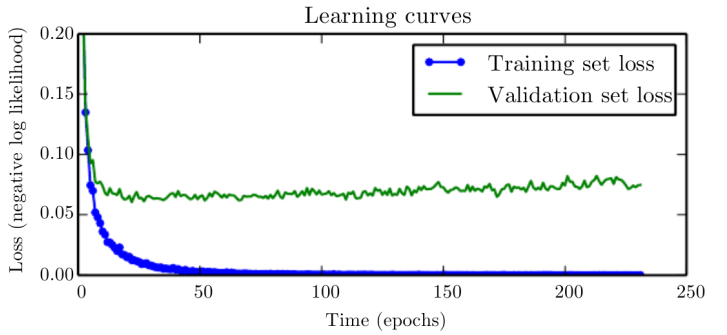 Learning curves
Loss (negative log likelihood)
0.20
0.15
0.10
0.05
0.00
Training set loss
Validation set loss
0 50 100 150 200 250
Time (epochs)